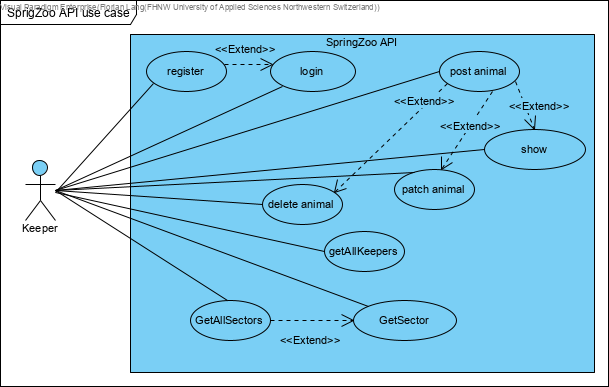 Visual Paradigm Enterprise(Florian Lang(FHNW University of Applied Sciences Northwestern Switzerland))
SprigZoo API use case
SpringZoo API
<<Extend>>
register
login
post animal
<<Extend>>
<<Extend>>
<<Extend>>
show
patch animal
delete animal
Keeper
getAllKeepers
GetAllSectors
GetSector
<<Extend>>